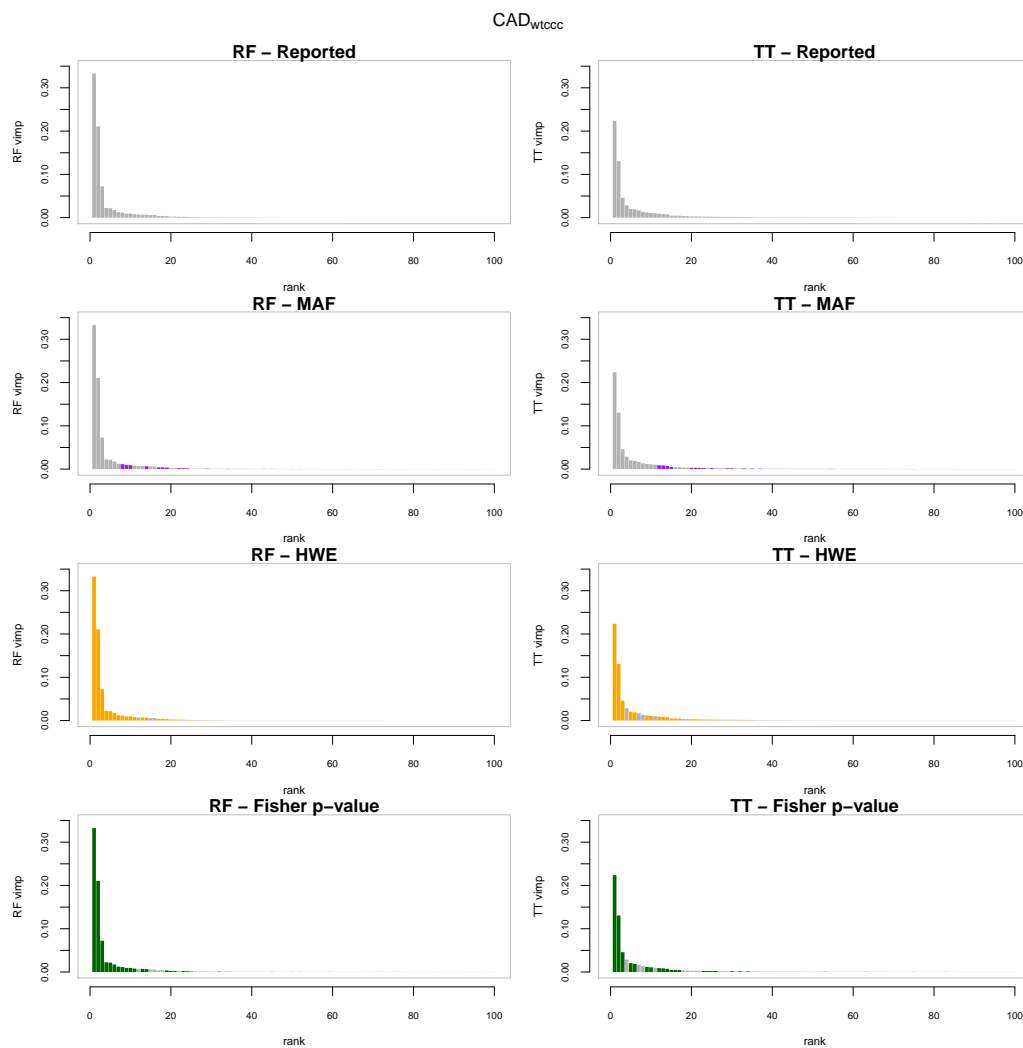 CADwtccc
RF – Reported
RF vimp
0.00 0.10 0.20 0.30
0 20 40 60 80 100
rank
TT – Reported
TT vimp
0.00 0.10 0.20 0.30
0 20 40 60 80 100
rank
RF – MAF
RF vimp
0.00 0.10 0.20 0.30
0 20 40 60 80 100
rank
TT – MAF
TT vimp
0.00 0.10 0.20 0.30
0 20 40 60 80 100
rank
RF – HWE
RF vimp
0.00 0.10 0.20 0.30
0 20 40 60 80 100
rank
TT – HWE
TT vimp
0.00 0.10 0.20 0.30
0 20 40 60 80 100
rank
RF – Fisher p−value
RF vimp
0.00 0.10 0.20 0.30
0 20 40 60 80 100
rank
TT – Fisher p−value
TT vimp
0.00 0.10 0.20 0.30
0 20 40 60 80 100
rank